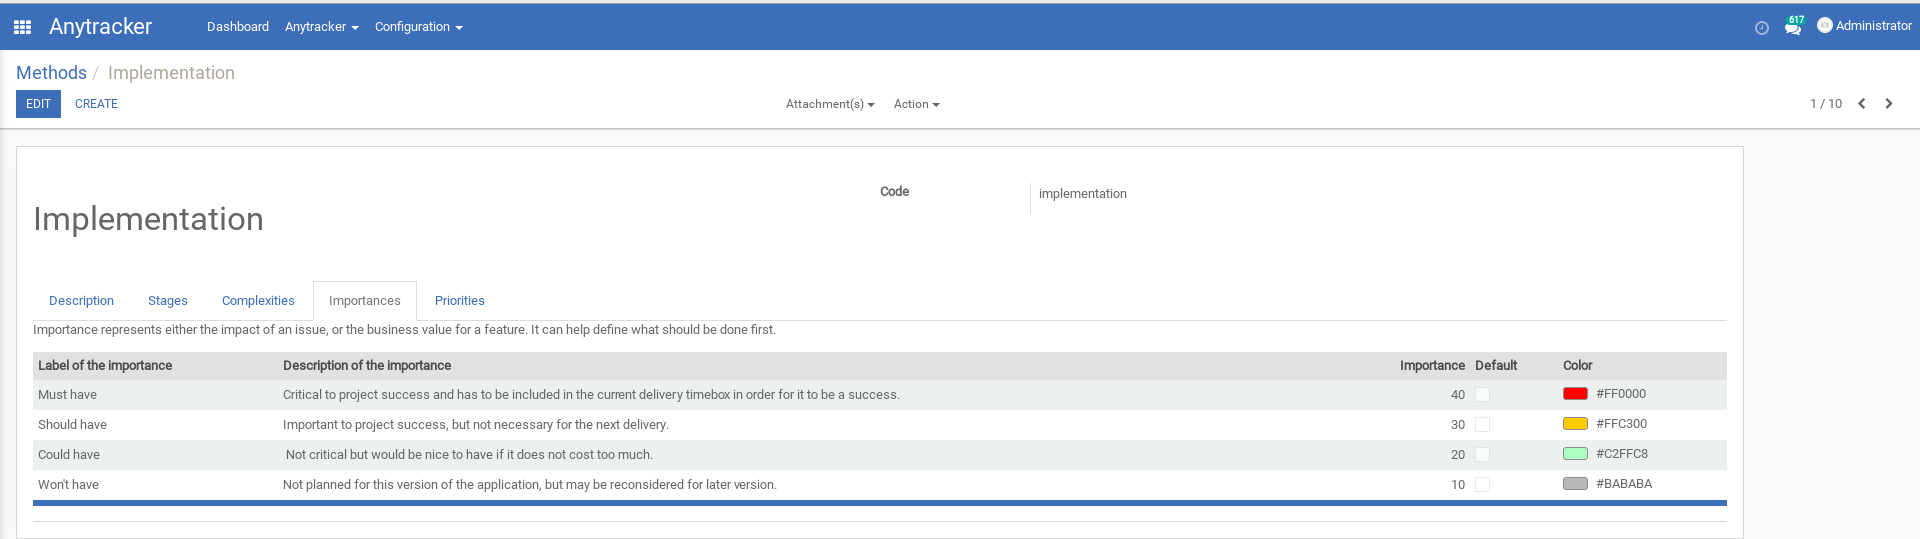 Anytracker Dashboard Anytracker Configuration 617 Administrator
Methods / Implementation
EDIT CREATE Attachment(s) Action 1 / 10
Code implementation
Implementation
Description Stages Complexities Importances Priorities
Importance represents either the impact of an issue, or the business value for a feature. It can help define what should be done first.
Label of the importance Description of the importance Importance Default Color
Must have Critical to project success and has to be included in the current delivery timebox in order for it to be a success. 40 #FF0000
Should have Important to project success, but not necessary for the next delivery. 30 #FFC300
Could have Not critical but would be nice to have if it does not cost too much. 20 #C2FFC8
Won't have Not planned for this version of the application, but may be reconsidered for later version. 10 #BABABA